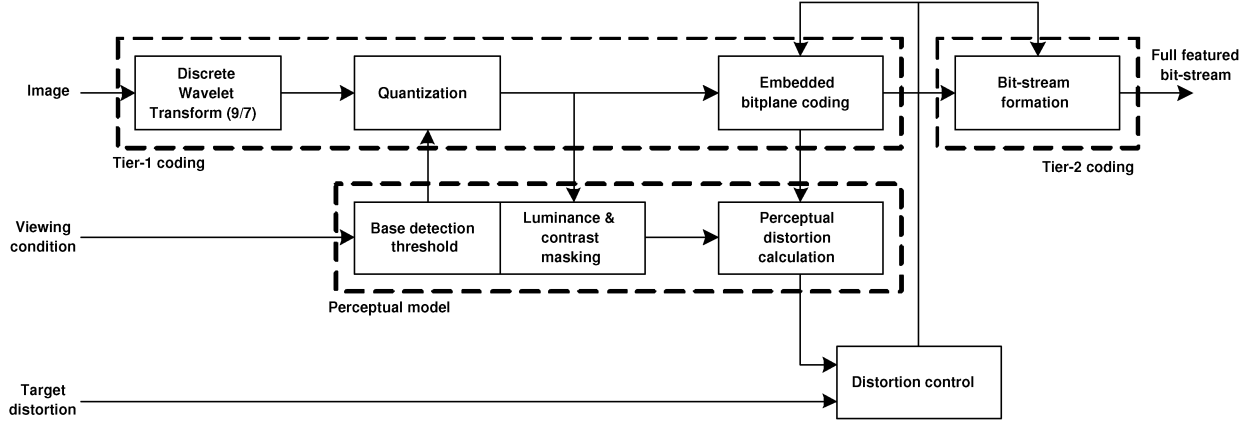 Image
Discrete
Wavelet
Transform (9/7)
Quantization
Embedded
bitplane coding
Bit-stream
formation
Full featured
bit-stream
Tier-1 coding
Tier-2 coding
Viewing
condition
Base detection
threshold
Luminance &
contrast
masking
Perceptual
distortion
calculation
Perceptual model
Target
distortion
Distortion control